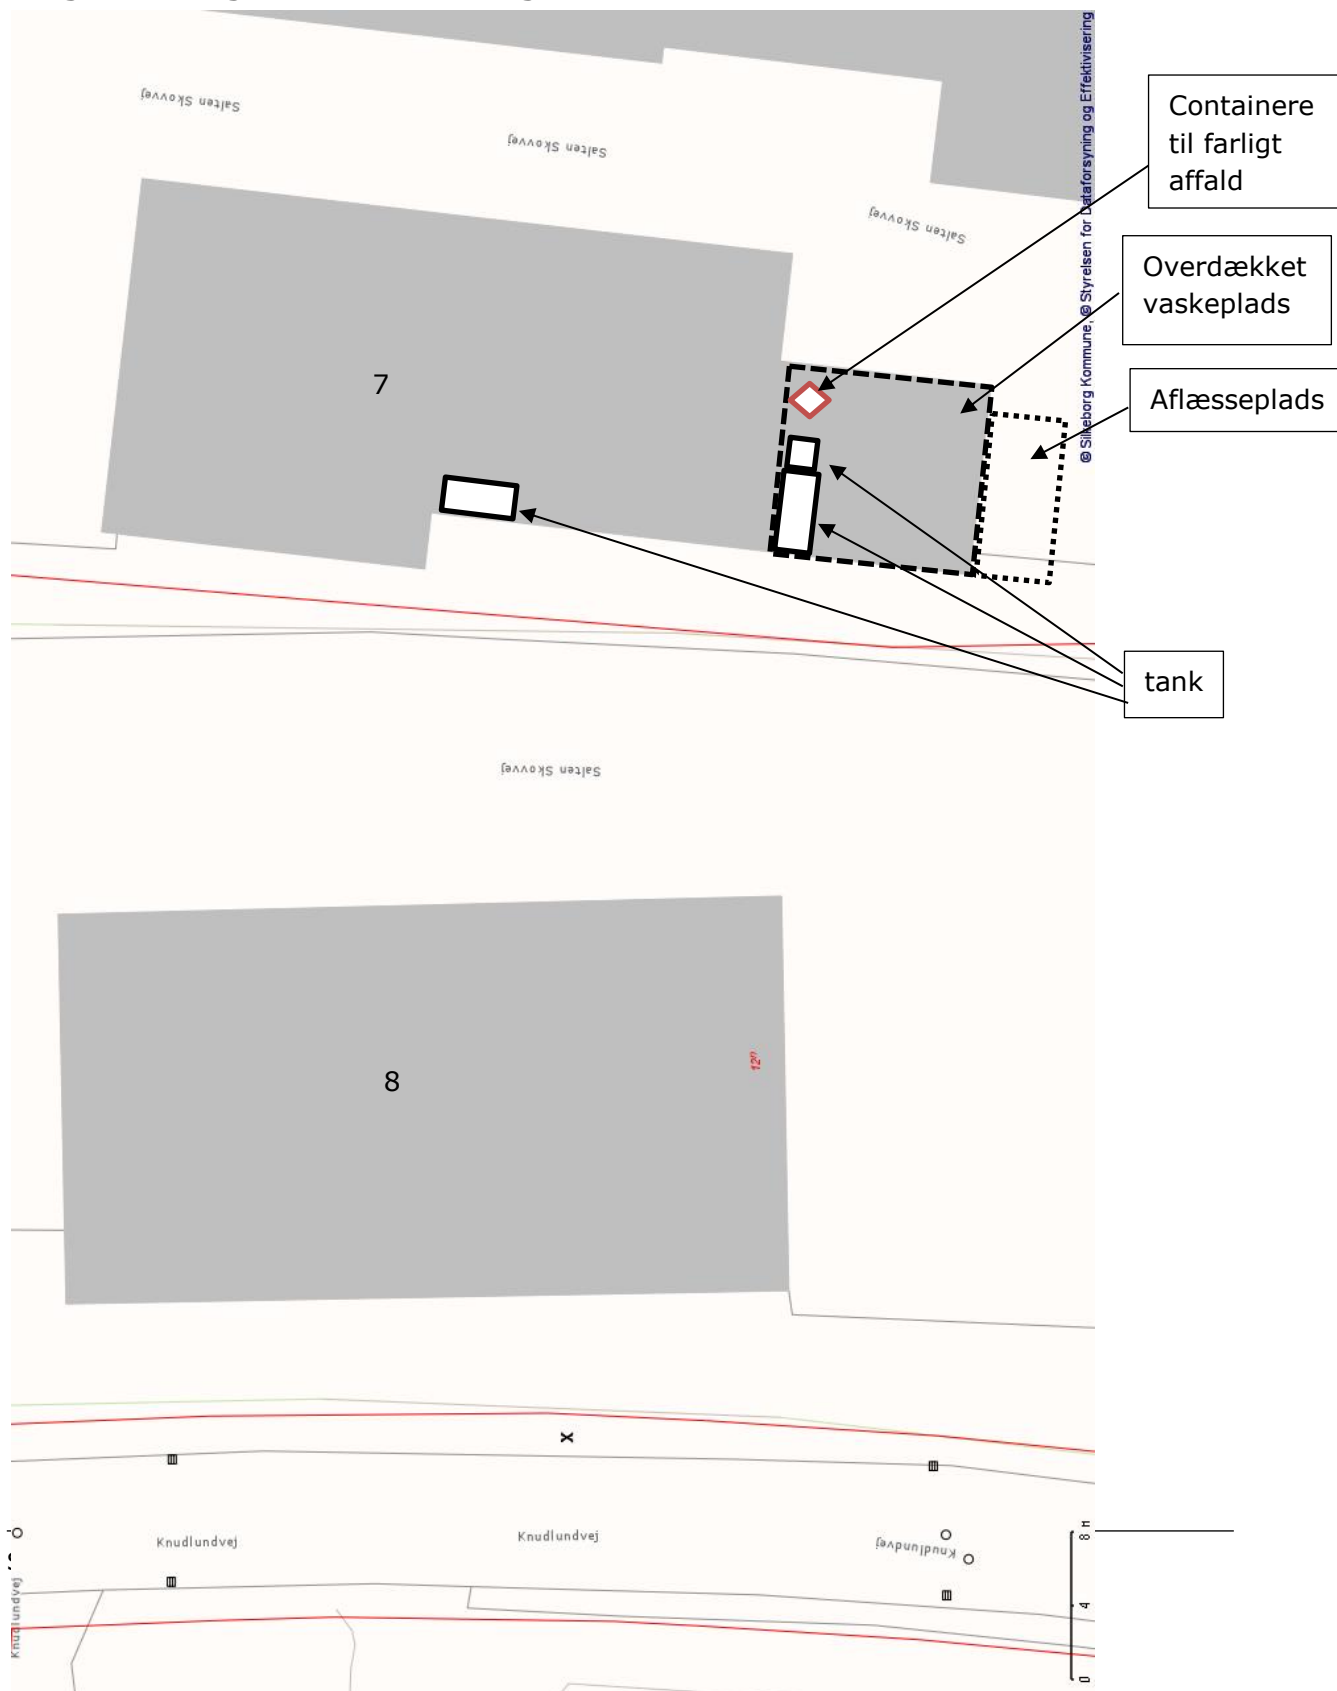 Salten Skovvej
Salten Skovvej
Salten Skovvej
© Silkeborg Kommune, © Styrelsen for Dataforsyning og Effektivisering
Containere
til farligt
affald
Overdækket
vaskeplads
Aflæsseplads
7
tank
Salten Skovvej
8
12ⁿ
x
Knudlundvej
Knudlundvej
Knudlundvej
Knudlundvej
8 m
4
0